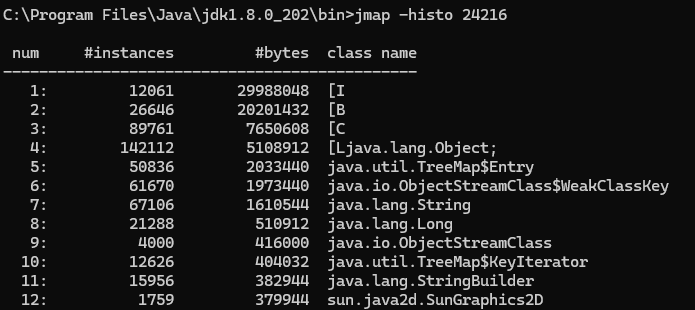 C:\Program Files\Java\jdk1.8.0_202\bin>jmap -histo 24216
num #instances #bytes class name
----------------------------------------------
1: 12061 29988048 [I
2: 26646 20201432 [B
3: 89761 7650608 [C
4: 142112 5108912 [Ljava.lang.Object;
5: 50836 2033440 java.util.TreeMap$Entry
6: 61670 1973440 java.io.ObjectStreamClass$WeakClassKey
7: 67106 1610544 java.lang.String
8: 21288 510912 java.lang.Long
9: 4000 416000 java.io.ObjectStreamClass
10: 12626 404032 java.util.TreeMap$KeyIterator
11: 15956 382944 java.lang.StringBuilder
12: 1759 379944 sun.java2d.SunGraphics2D